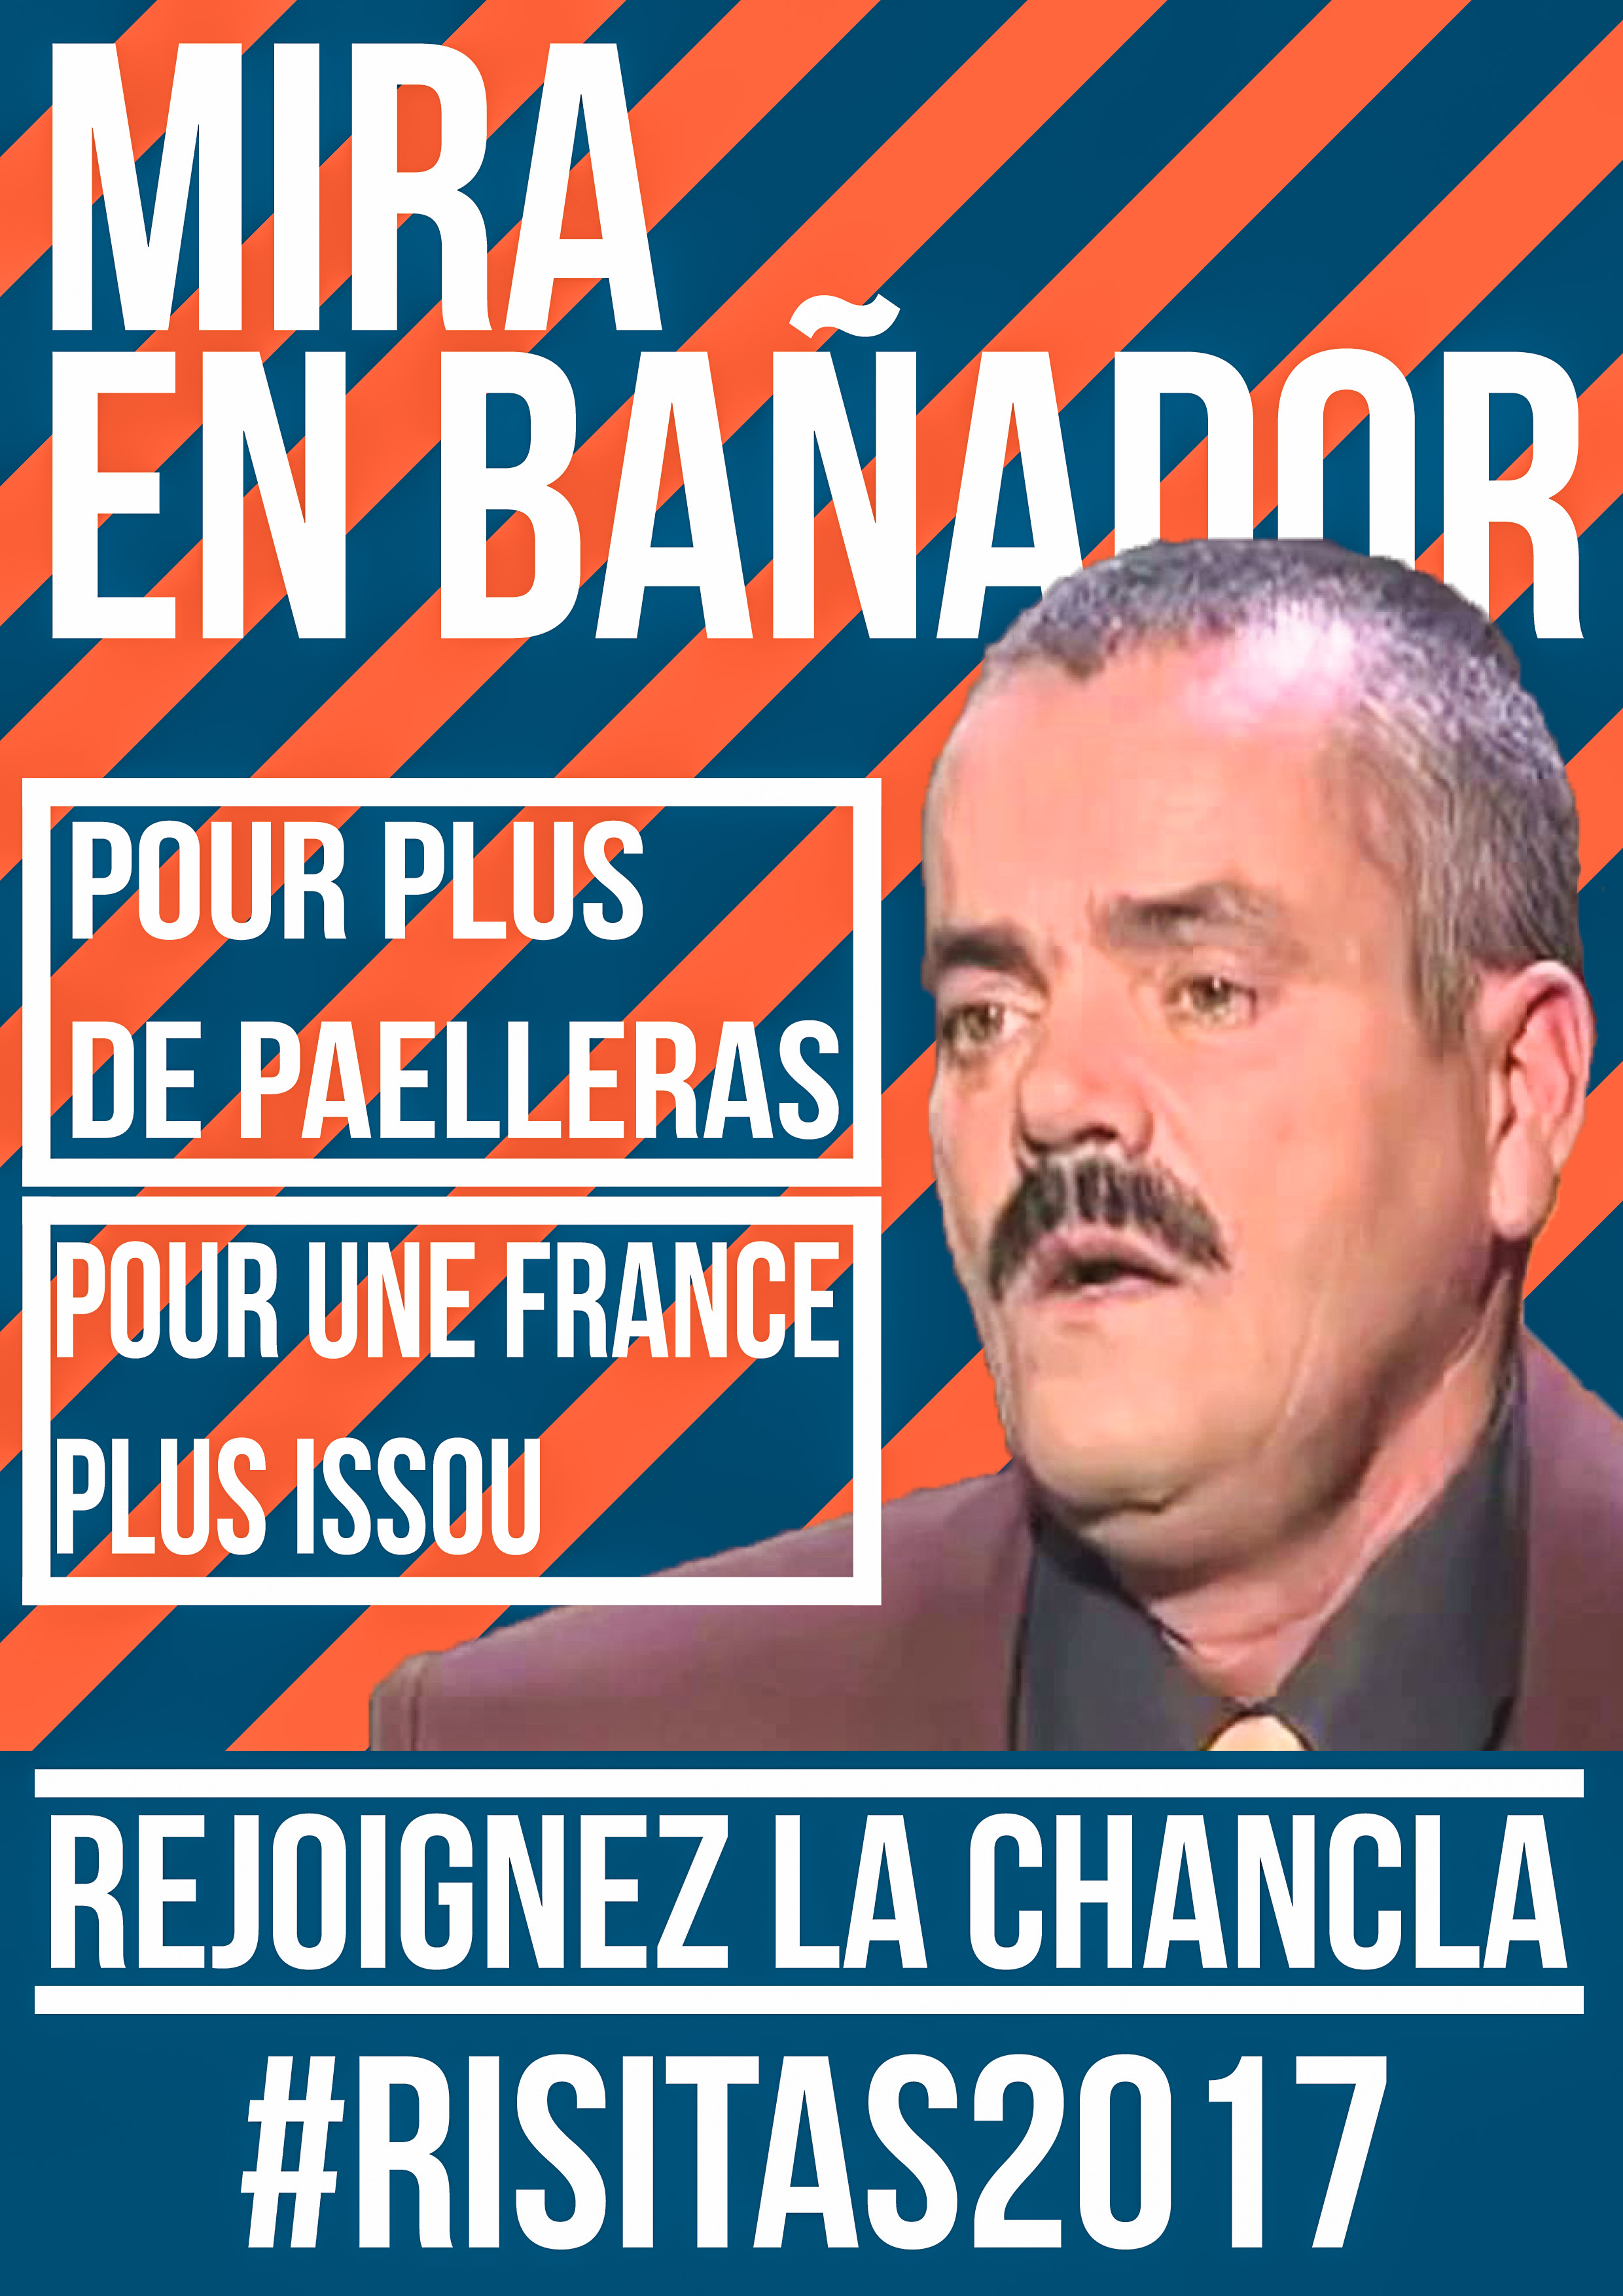 MIRA
EN BAÑADOR
POUR PLUS
DE PAELLERAS
POUR UNE FRANCE
PLUS ISSOU
REJOIGNEZ LA CHANCLA
#RISITAS2017